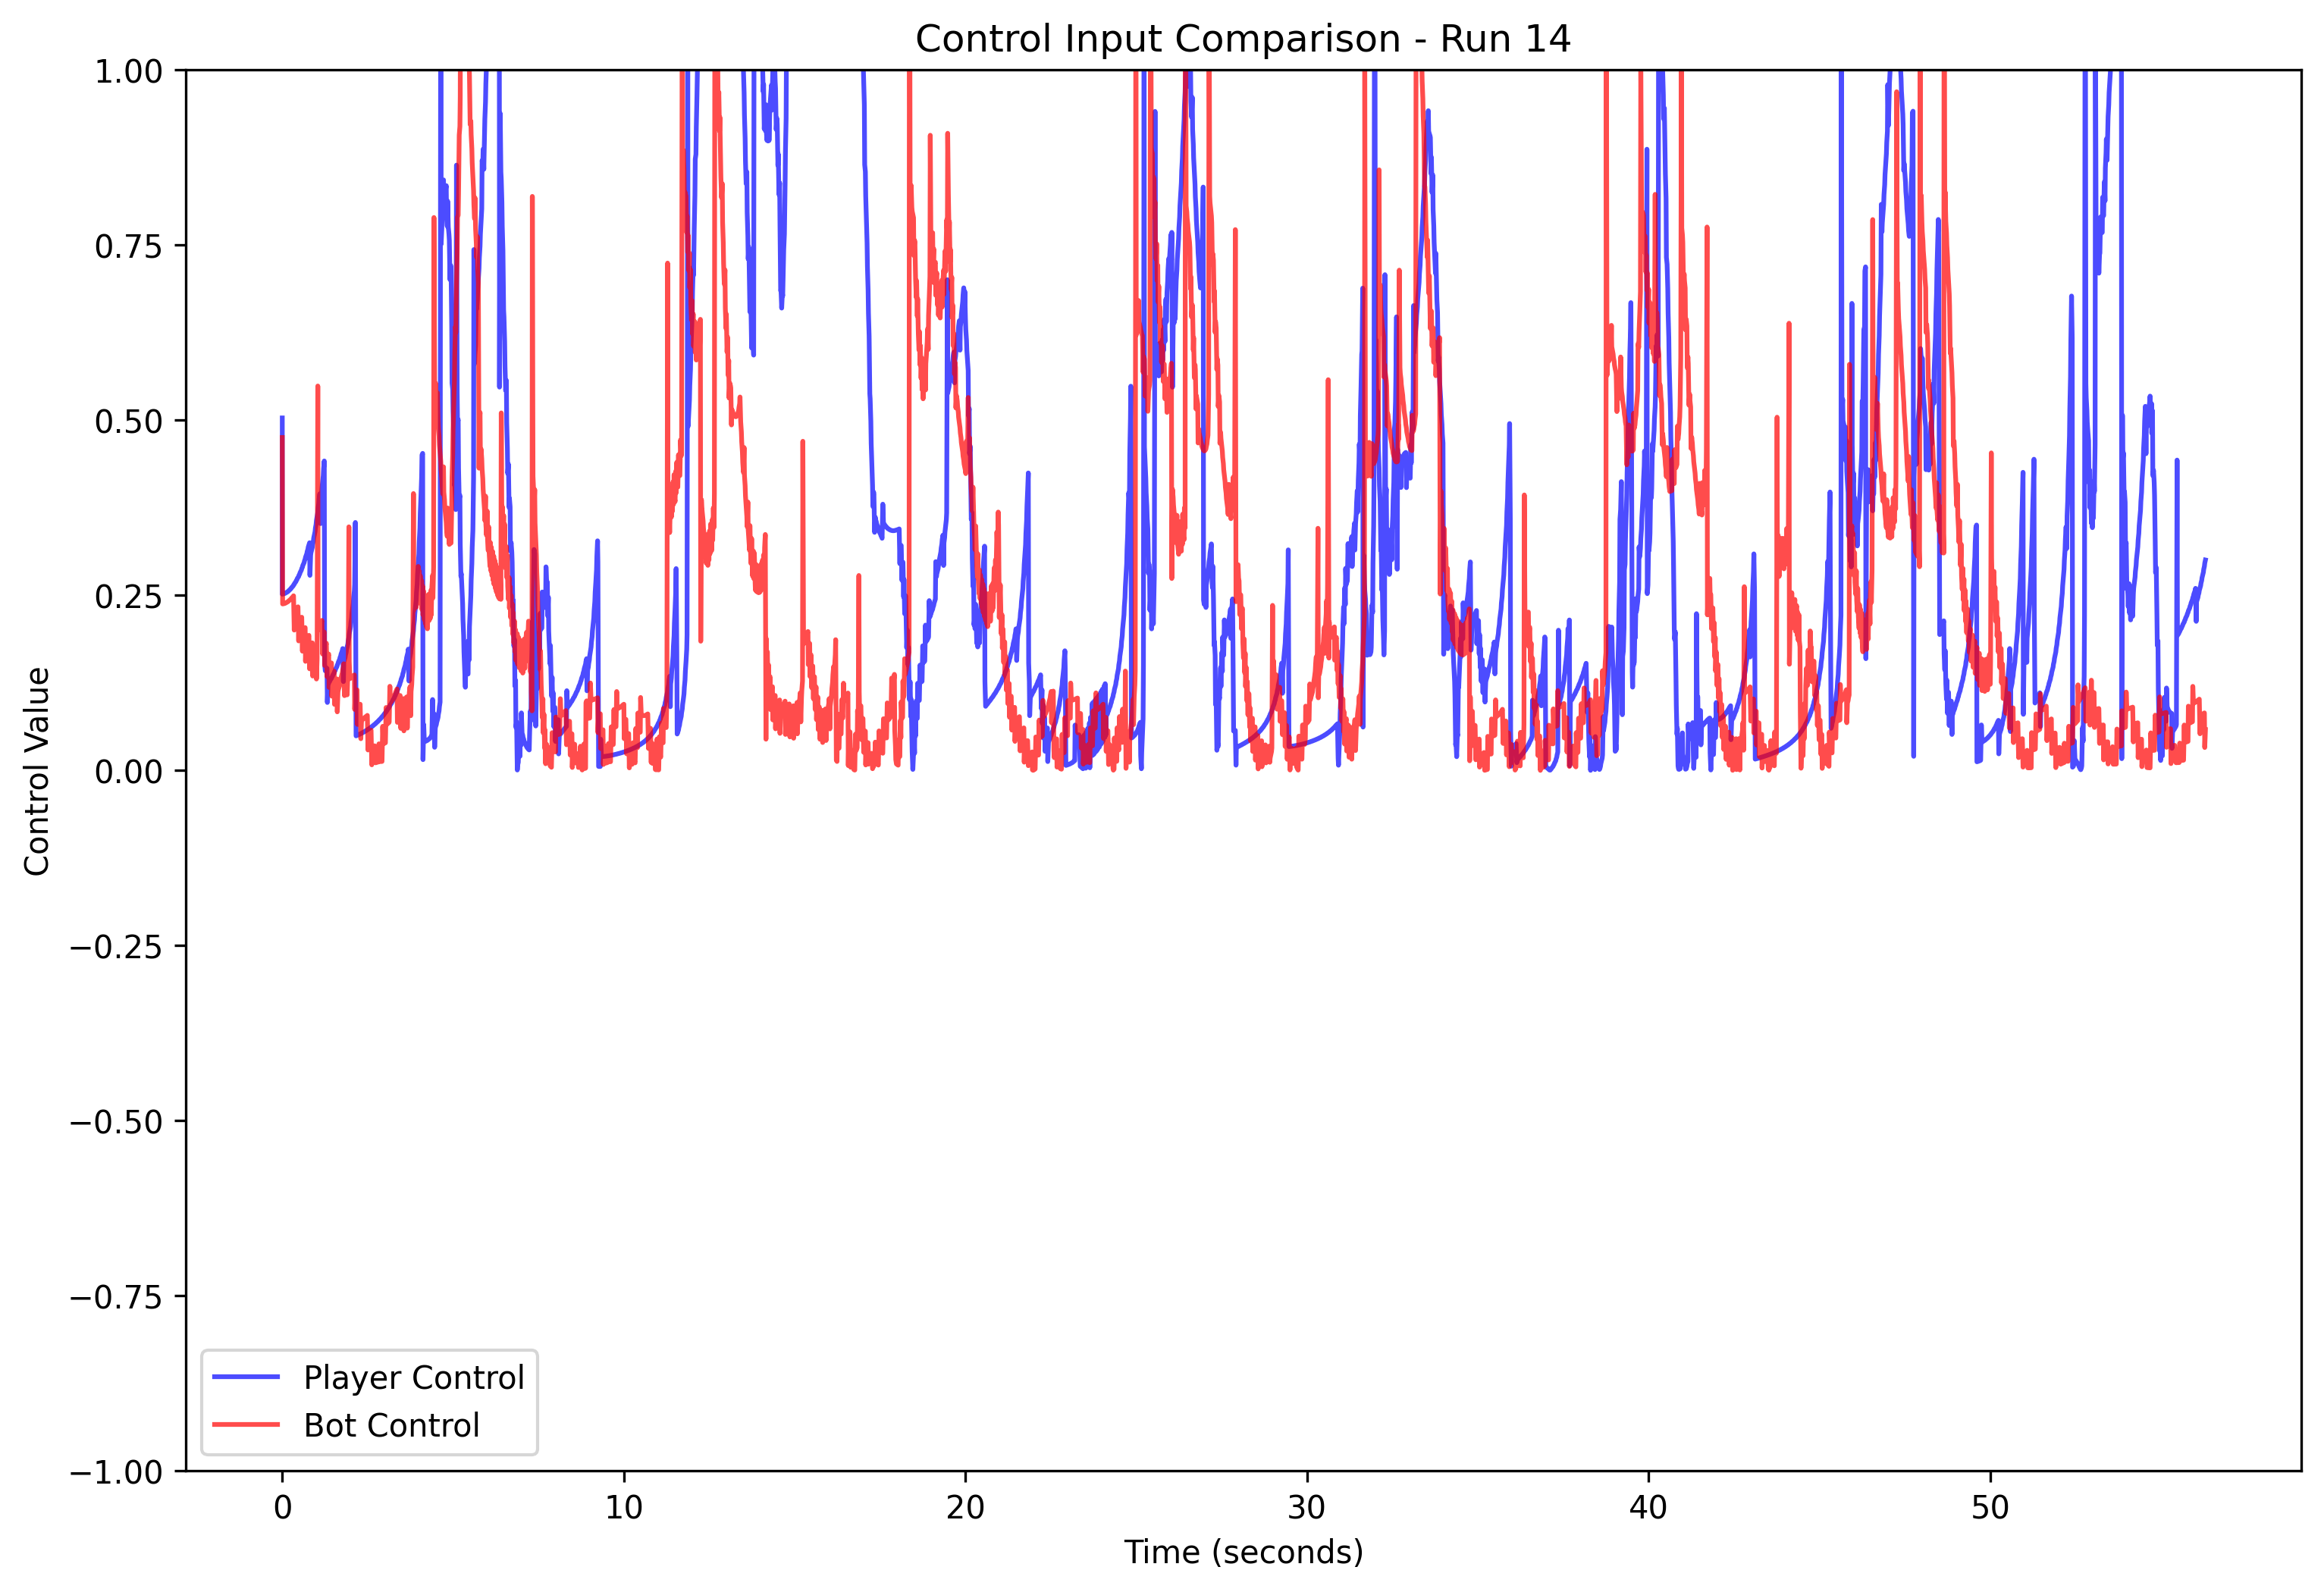 Control Input Comparison - Run 14
1.00
0.75
0.50
0.25
0.00
−0.25
−0.50
−0.75
−1.00
Control Value
Player Control
Bot Control
0 10 20 30 40 50
Time (seconds)